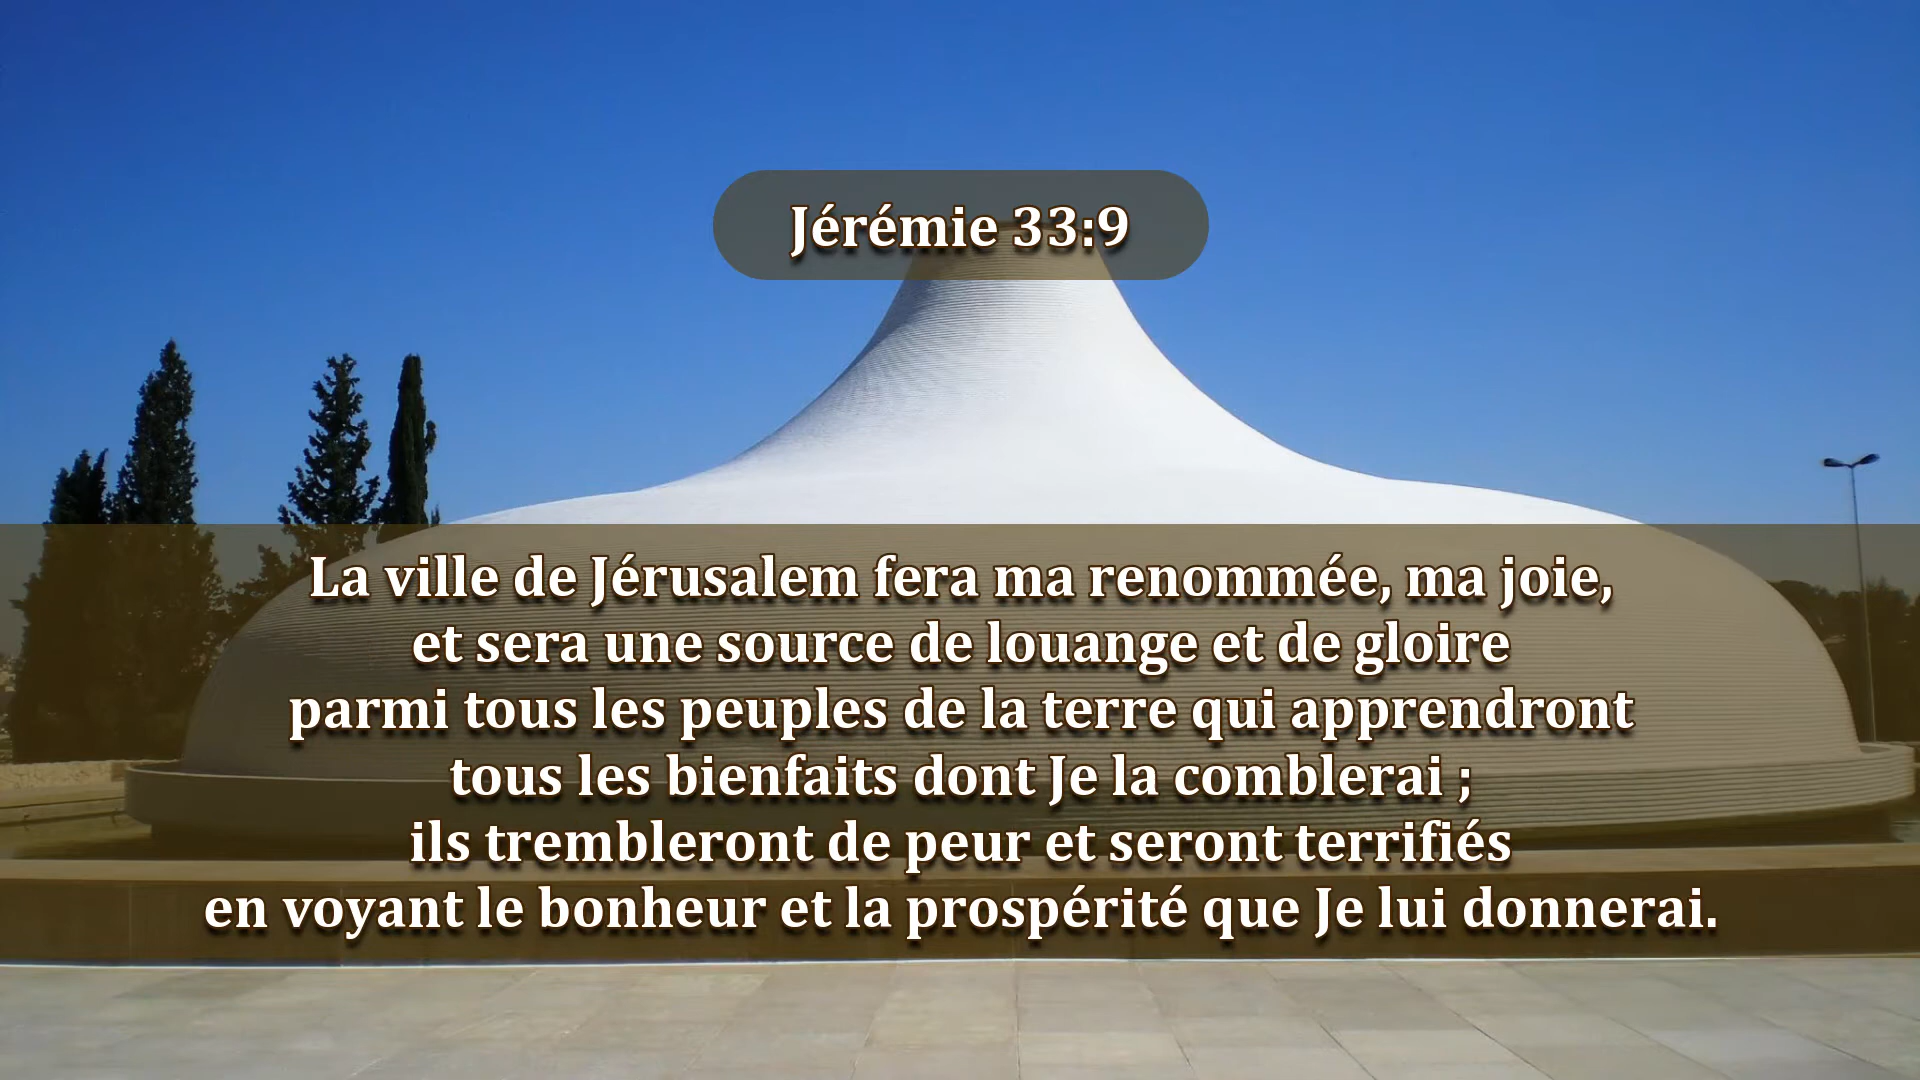 Jérémie 33:9
La ville de Jérusalem fera ma renommée, ma joie,
et sera une source de louange et de gloire
parmi tous les peuples de la terre qui apprendront
tous les bienfaits dont Je la comblerai ;
ils trembleront de peur et seront terrifiés
en voyant le bonheur et la prospérité que Je lui donnerai.